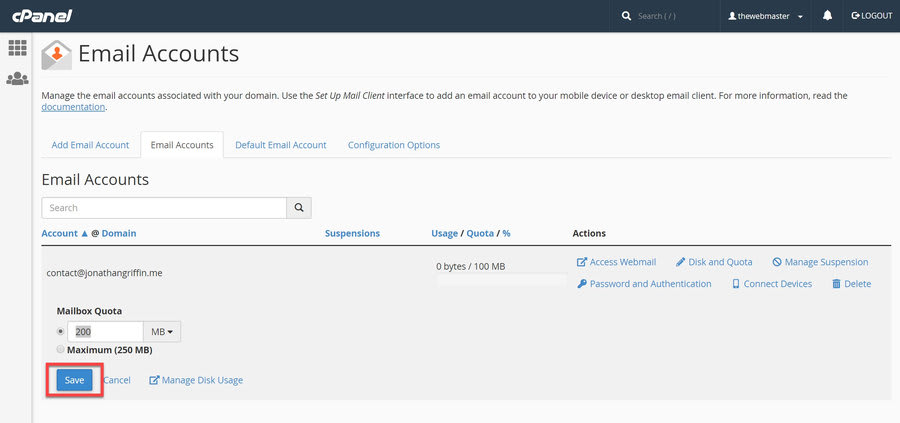 cPanel
Search ( / )
thewebmaster
LOGOUT
Email Accounts
Manage the email accounts associated with your domain. Use the Set Up Mail Client interface to add an email account to your mobile device or desktop email client. For more information, read the
documentation.
Add Email Account
Email Accounts
Default Email Account
Configuration Options
Email Accounts
Search
Account ▲ @ Domain
Suspensions
Usage / Quota / %
Actions
contact@jonathangriffin.me
0 bytes / 100 MB
Access Webmail
Disk and Quota
Manage Suspension
Password and Authentication
Connect Devices
Delete
Mailbox Quota
200
MB
Maximum (250 MB)
Save
Cancel
Manage Disk Usage